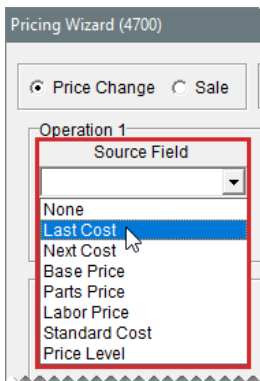 Pricing Wizard (4700)
Price Change Sale
Operation 1
Source Field
None
Last Cost
Next Cost
Base Price
Parts Price
Labor Price
Standard Cost
Price Level